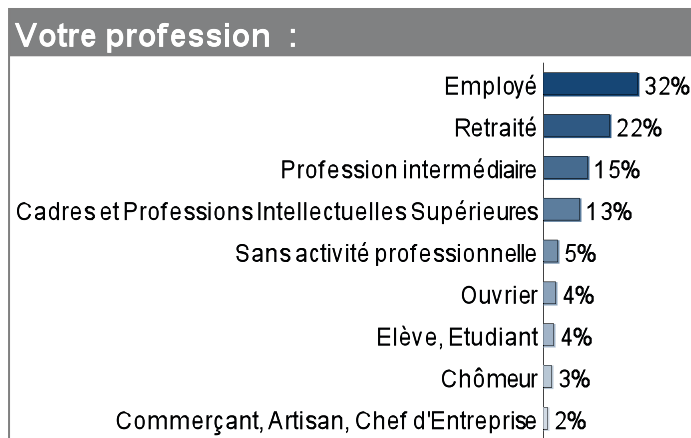 Votre profession :
Employé 32%
Retraité 22%
Profession intermédiaire 15%
Cadres et Professions Intellectuelles Supérieures 13%
Sans activité professionnelle 5%
Ouvrier 4%
Elève, Etudiant 4%
Chômeur 3%
Commerçant, Artisan, Chef d'Entreprise 2%